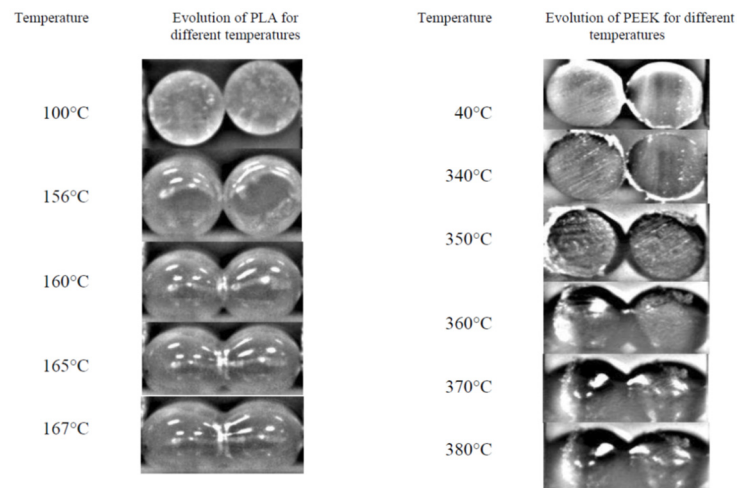 Temperature
Evolution of PLA for
different temperatures
100°C
156°C
160°C
165°C
167°C
Temperature
Evolution of PEEK for different
temperatures
40°C
340°C
350°C
360°C
370°C
380°C